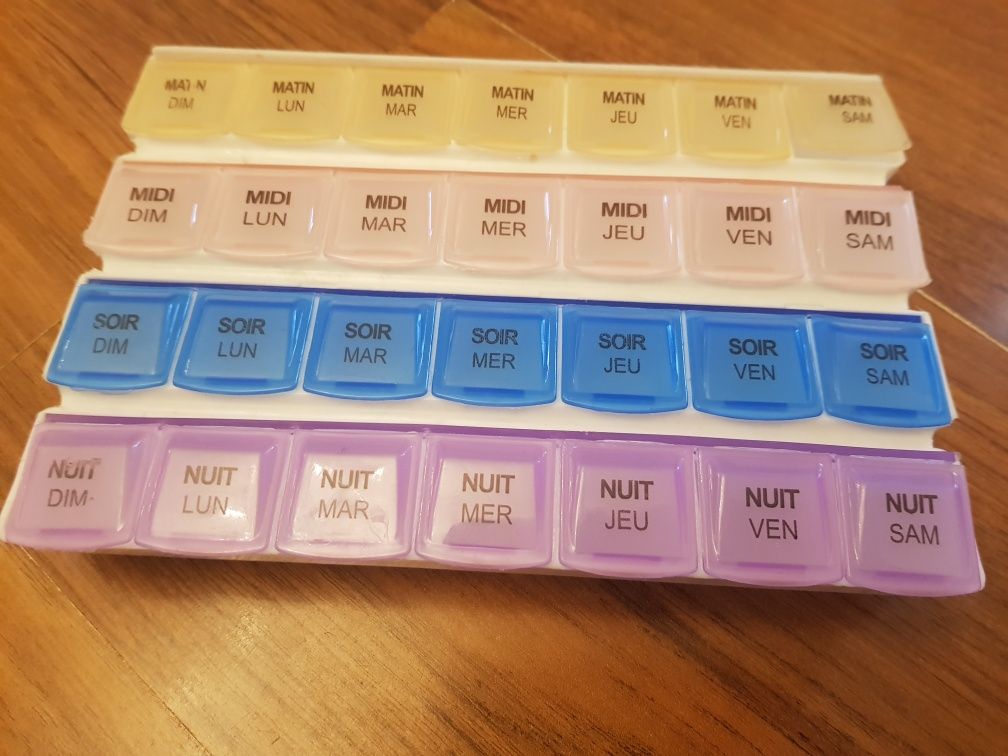 MATIN MATIN MATIN MATIN MATIN MATIN MATIN
DIM LUN MAR MER JEU VEN SAM
MIDI MIDI MIDI MIDI MIDI MIDI MIDI
DIM LUN MAR MER JEU VEN SAM
SOIR SOIR SOIR SOIR SOIR SOIR SOIR
DIM LUN MAR MER JEU VEN SAM
NUIT NUIT NUIT NUIT NUIT NUIT NUIT
DIM LUN MAR MER JEU VEN SAM